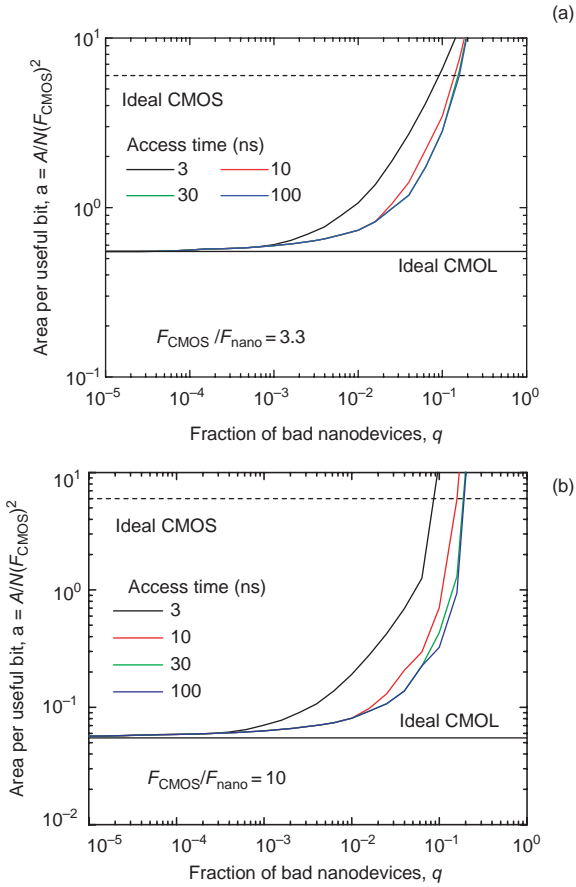 (a)
Area per useful bit, a = A/N(F_CMOS)^2
10^1
10^0
10^−1
Ideal CMOS
Access time (ns)
3 10
30 100
Ideal CMOL
F_CMOS /F_nano = 3.3
10^−5 10^−4 10^−3 10^−2 10^−1 10^0
Fraction of bad nanodevices, q
(b)
Area per useful bit, a = A/N(F_CMOS)^2
10^1
10^0
10^−1
10^−2
Ideal CMOS
Access time (ns)
3
10
30
100
Ideal CMOL
F_CMOS/F_nano = 10
10^−5 10^−4 10^−3 10^−2 10^−1 10^0
Fraction of bad nanodevices, q